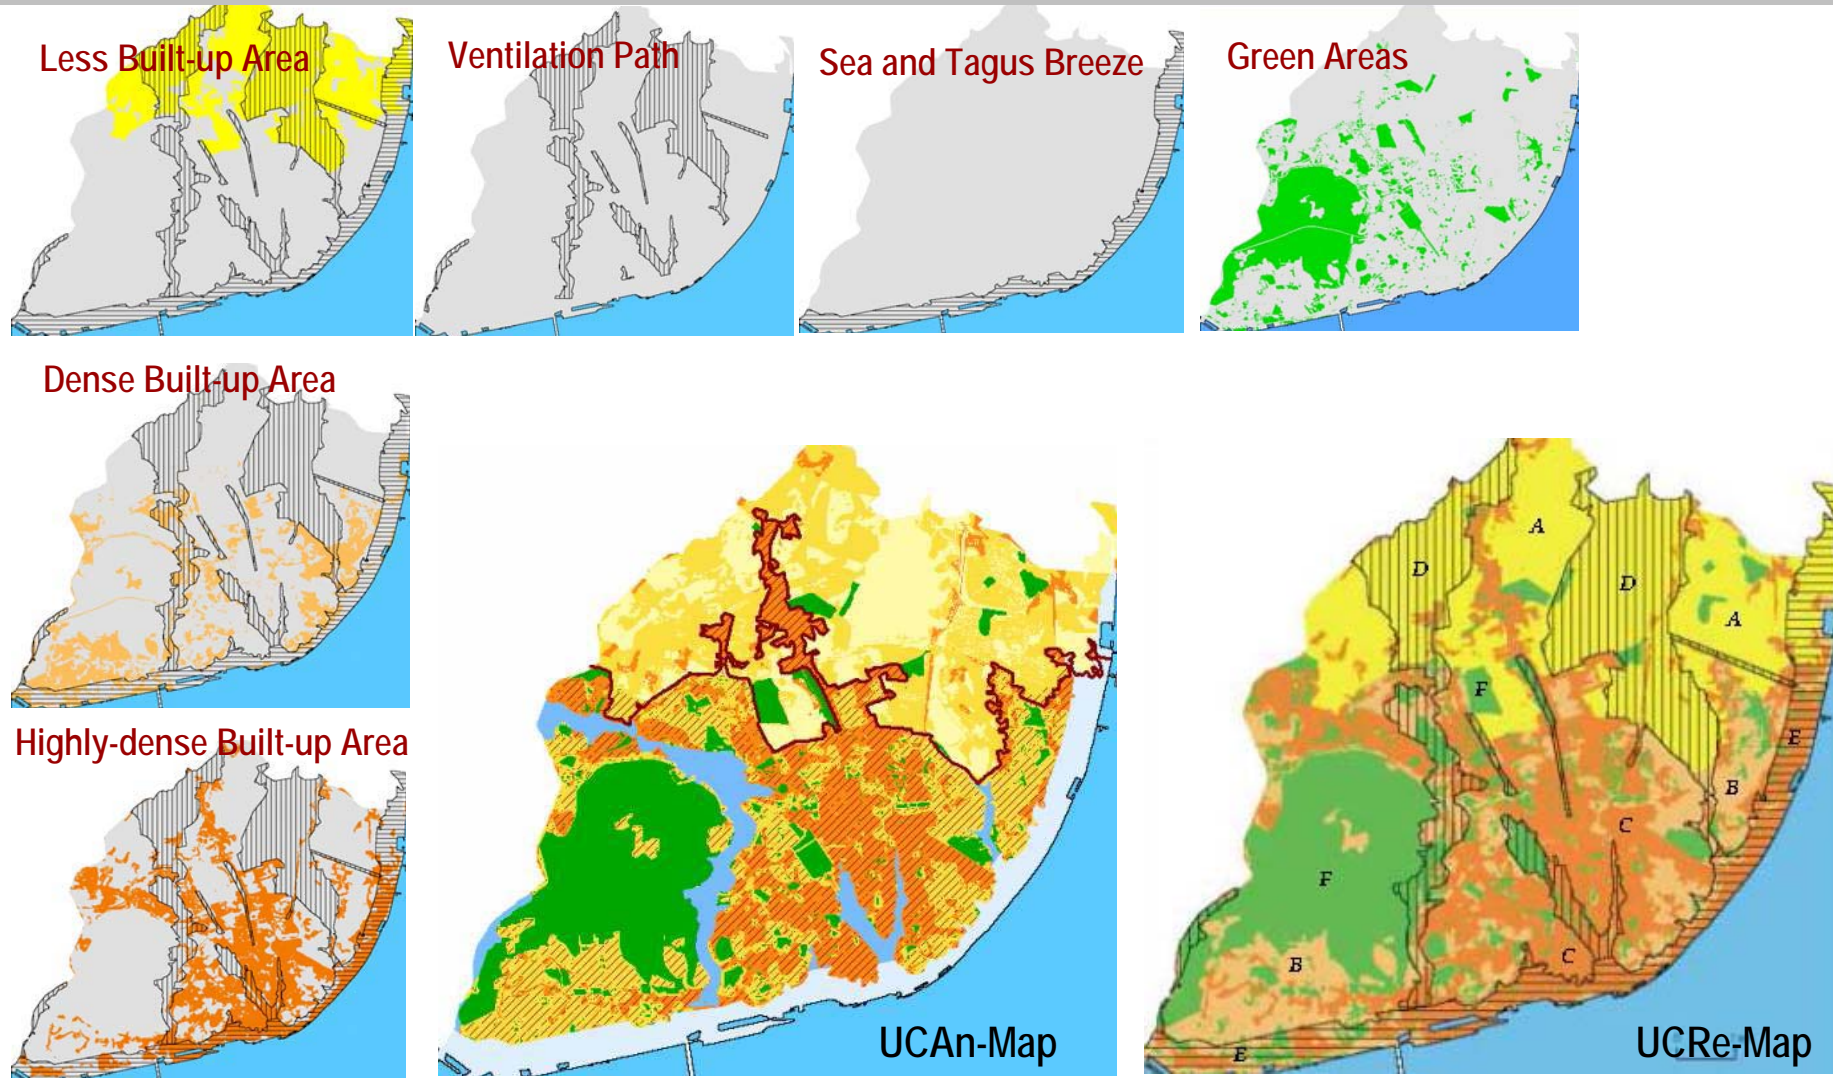 Less Built-up Area
Ventilation Path
Sea and Tagus Breeze
Green Areas
Dense Built-up Area
Highly-dense Built-up Area
UCAn-Map
A
D
D
A
F
E
B
C
F
B
C
E
UCRe-Map